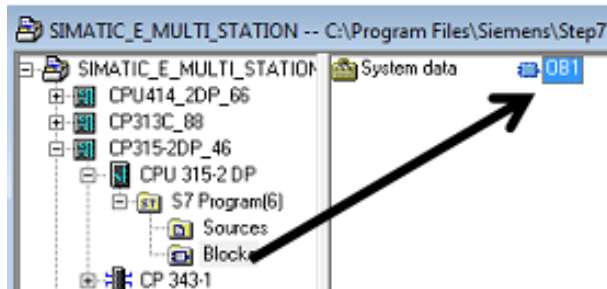 SIMATIC_E_MULTI_STATION -- C:\Program Files\Siemens\Step7
SIMATIC_E_MULTI_STATION
System data
OB1
CPU414_2DP_66
CP313C_88
CP315-2DP_46
CPU 315-2 DP
S7 Program(6)
Sources
Blocks
CP 343-1